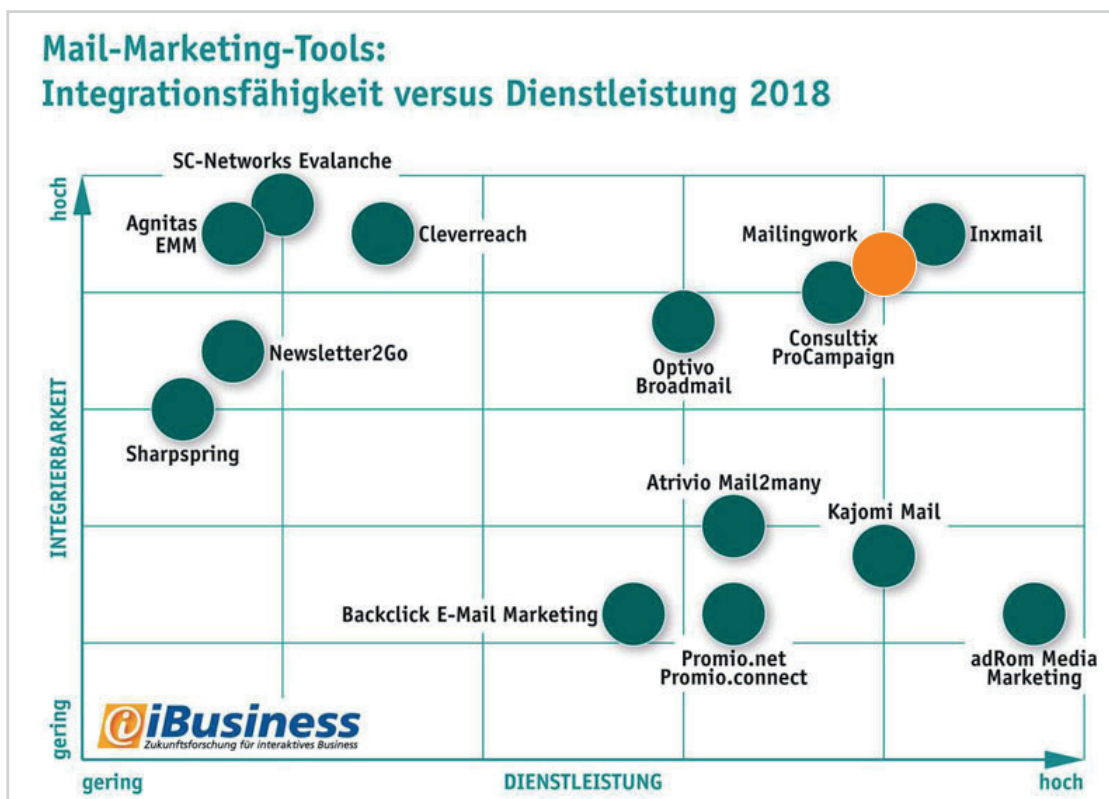 Mail-Marketing-Tools:
Integrationsfähigkeit versus Dienstleistung 2018
SC-Networks Evalanche
hoch
Agnitas
EMM
Cleverreach
Mailingwork
Inxmail
Consultix
ProCampaign
Newsletter2Go
Optivo
Broadmail
Sharpspring
INTEGRIERBARKEIT
Atrivio Mail2many
Kajomi Mail
Backclick E-Mail Marketing
Promio.net
Promio.connect
adRom Media
Marketing
gering
iBusiness
Zukunftsforschung für interaktives Business
gering
DIENSTLEISTUNG
hoch